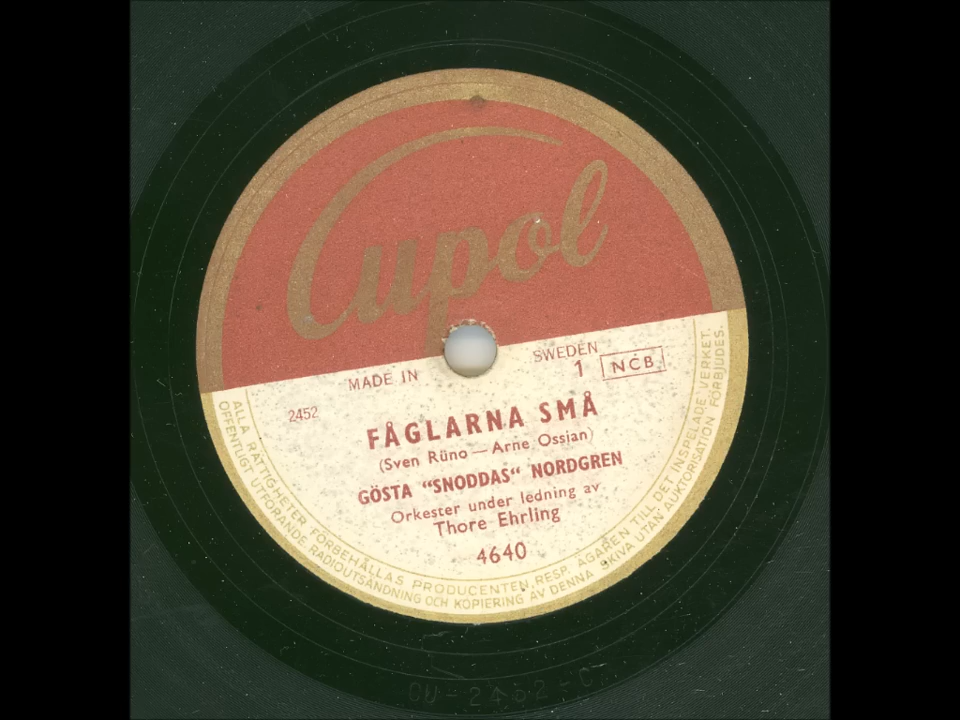 Cupol
MADE IN SWEDEN
1 NCB
2452
FÅGLARNA SMÅ
(Sven Rüno — Arne Ossian)
GÖSTA “SNODDAS“ NORDGREN
Orkester under ledning av
Thore Ehrling
4640
ALLA RÄTTIGHETER FÖRBEHÅLLAS PRODUCENTEN, RESP. ÄGAREN TILL DET INSPELADE VERKET.
OFFENTLIGT UTFÖRANDE RADIOUTSÄNDNING OCH KOPIERING AV DENNA SKIVA UTAN AUKTORISATION FÖRBJUDES.